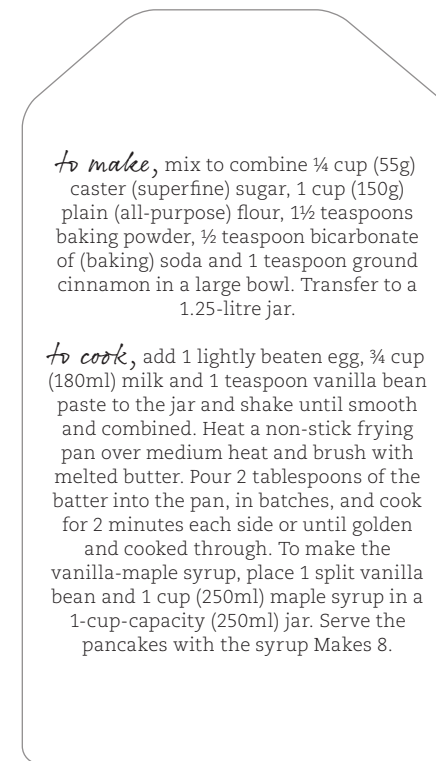 to make, mix to combine ¼ cup (55g)
caster (superfine) sugar, 1 cup (150g)
plain (all-purpose) flour, 1½ teaspoons
baking powder, ½ teaspoon bicarbonate
of (baking) soda and 1 teaspoon ground
cinnamon in a large bowl. Transfer to a
1.25-litre jar.
to cook, add 1 lightly beaten egg, ¾ cup
(180ml) milk and 1 teaspoon vanilla bean
paste to the jar and shake until smooth
and combined. Heat a non-stick frying
pan over medium heat and brush with
melted butter. Pour 2 tablespoons of the
batter into the pan, in batches, and cook
for 2 minutes each side or until golden
and cooked through. To make the
vanilla-maple syrup, place 1 split vanilla
bean and 1 cup (250ml) maple syrup in a
1-cup-capacity (250ml) jar. Serve the
pancakes with the syrup Makes 8.